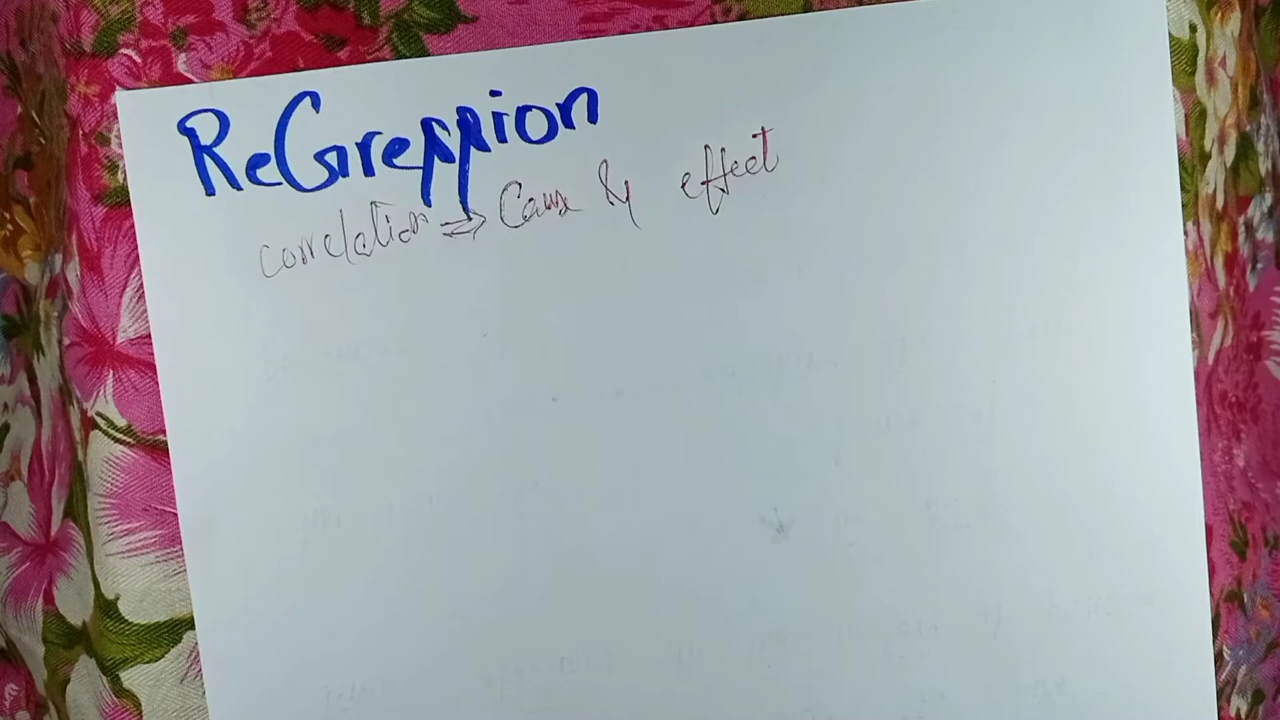 ReGression
correlation ⇒ Cause & effect